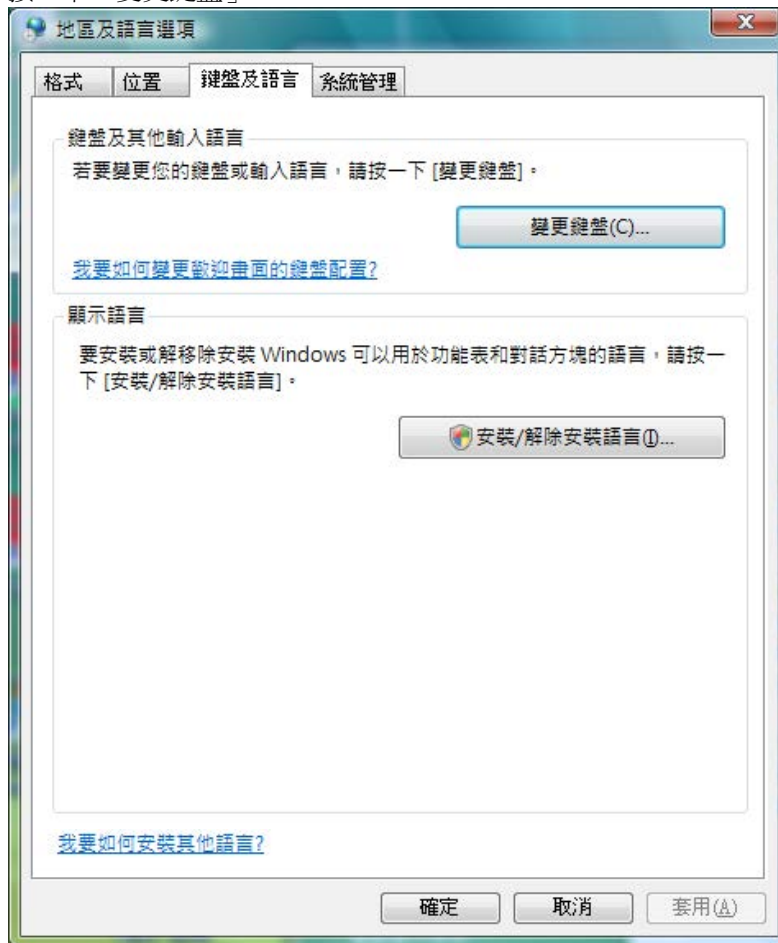 地區及語言選項
格式 位置 鍵盤及語言 系統管理
鍵盤及其他輸入語言
若要變更您的鍵盤或輸入語言，請按一下 [變更鍵盤]。
變更鍵盤(C)...
我要如何變更歡迎畫面的鍵盤配置?
顯示語言
要安裝或解移除安裝 Windows 可以用於功能表和對話方塊的語言，請按一
下 [安裝/解除安裝語言]。
安裝/解除安裝語言(I)...
我要如何安裝其他語言?
確定 取消 套用(A)